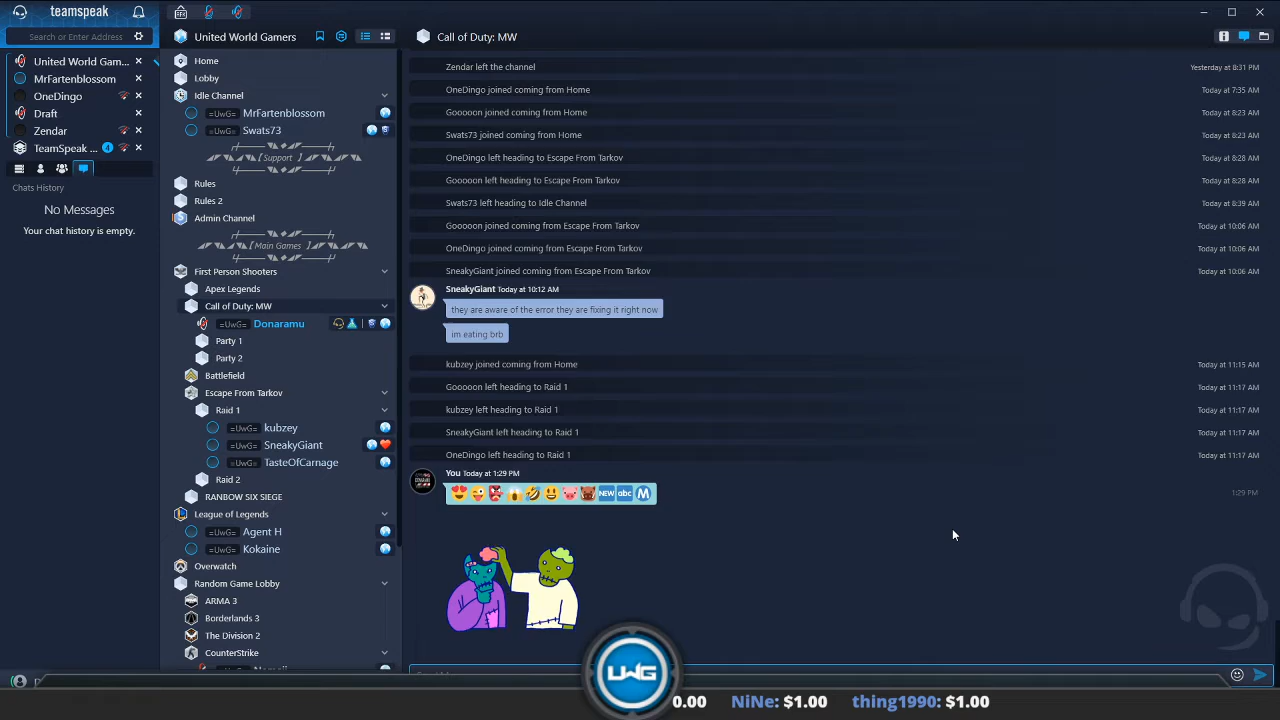 teamspeak
Search or Enter Address
United World Gam...
MrFartenblossom
OneDingo
Draft
Zendar
TeamSpeak ... 4
Chats History
No Messages
Your chat history is empty.
United World Gamers
Home
Lobby
Idle Channel
=UwG= MrFartenblossom
=UwG= Swats73
[ Support ]
Rules
Rules 2
Admin Channel
[ Main Games ]
First Person Shooters
Apex Legends
Call of Duty: MW
=UwG= Donaramu
Party 1
Party 2
Battlefield
Escape From Tarkov
Raid 1
=UwG= kubzey
=UwG= SneakyGiant
=UwG= TasteOfCarnage
Raid 2
RANBOW SIX SIEGE
League of Legends
=UwG= Agent H
=UwG= Kokaine
Overwatch
Random Game Lobby
ARMA 3
Borderlands 3
The Division 2
CounterStrike
Call of Duty: MW
Zendar left the channel Yesterday at 8:31 PM
OneDingo joined coming from Home Today at 7:35 AM
Gooooon joined coming from Home Today at 8:23 AM
Swats73 joined coming from Home Today at 8:23 AM
OneDingo left heading to Escape From Tarkov Today at 8:28 AM
Gooooon left heading to Escape From Tarkov Today at 8:28 AM
Swats73 left heading to Idle Channel Today at 8:39 AM
Gooooon joined coming from Escape From Tarkov Today at 10:06 AM
OneDingo joined coming from Escape From Tarkov Today at 10:06 AM
SneakyGiant joined coming from Escape From Tarkov Today at 10:06 AM
SneakyGiant Today at 10:12 AM
they are aware of the error they are fixing it right now
im eating brb
kubzey joined coming from Home Today at 11:15 AM
Gooooon left heading to Raid 1 Today at 11:17 AM
kubzey left heading to Raid 1 Today at 11:17 AM
SneakyGiant left heading to Raid 1 Today at 11:17 AM
OneDingo left heading to Raid 1 Today at 11:17 AM
You Today at 1:29 PM
NEW abc M 1:29 PM
UWG
0.00 NiNe: $1.00 thing1990: $1.00